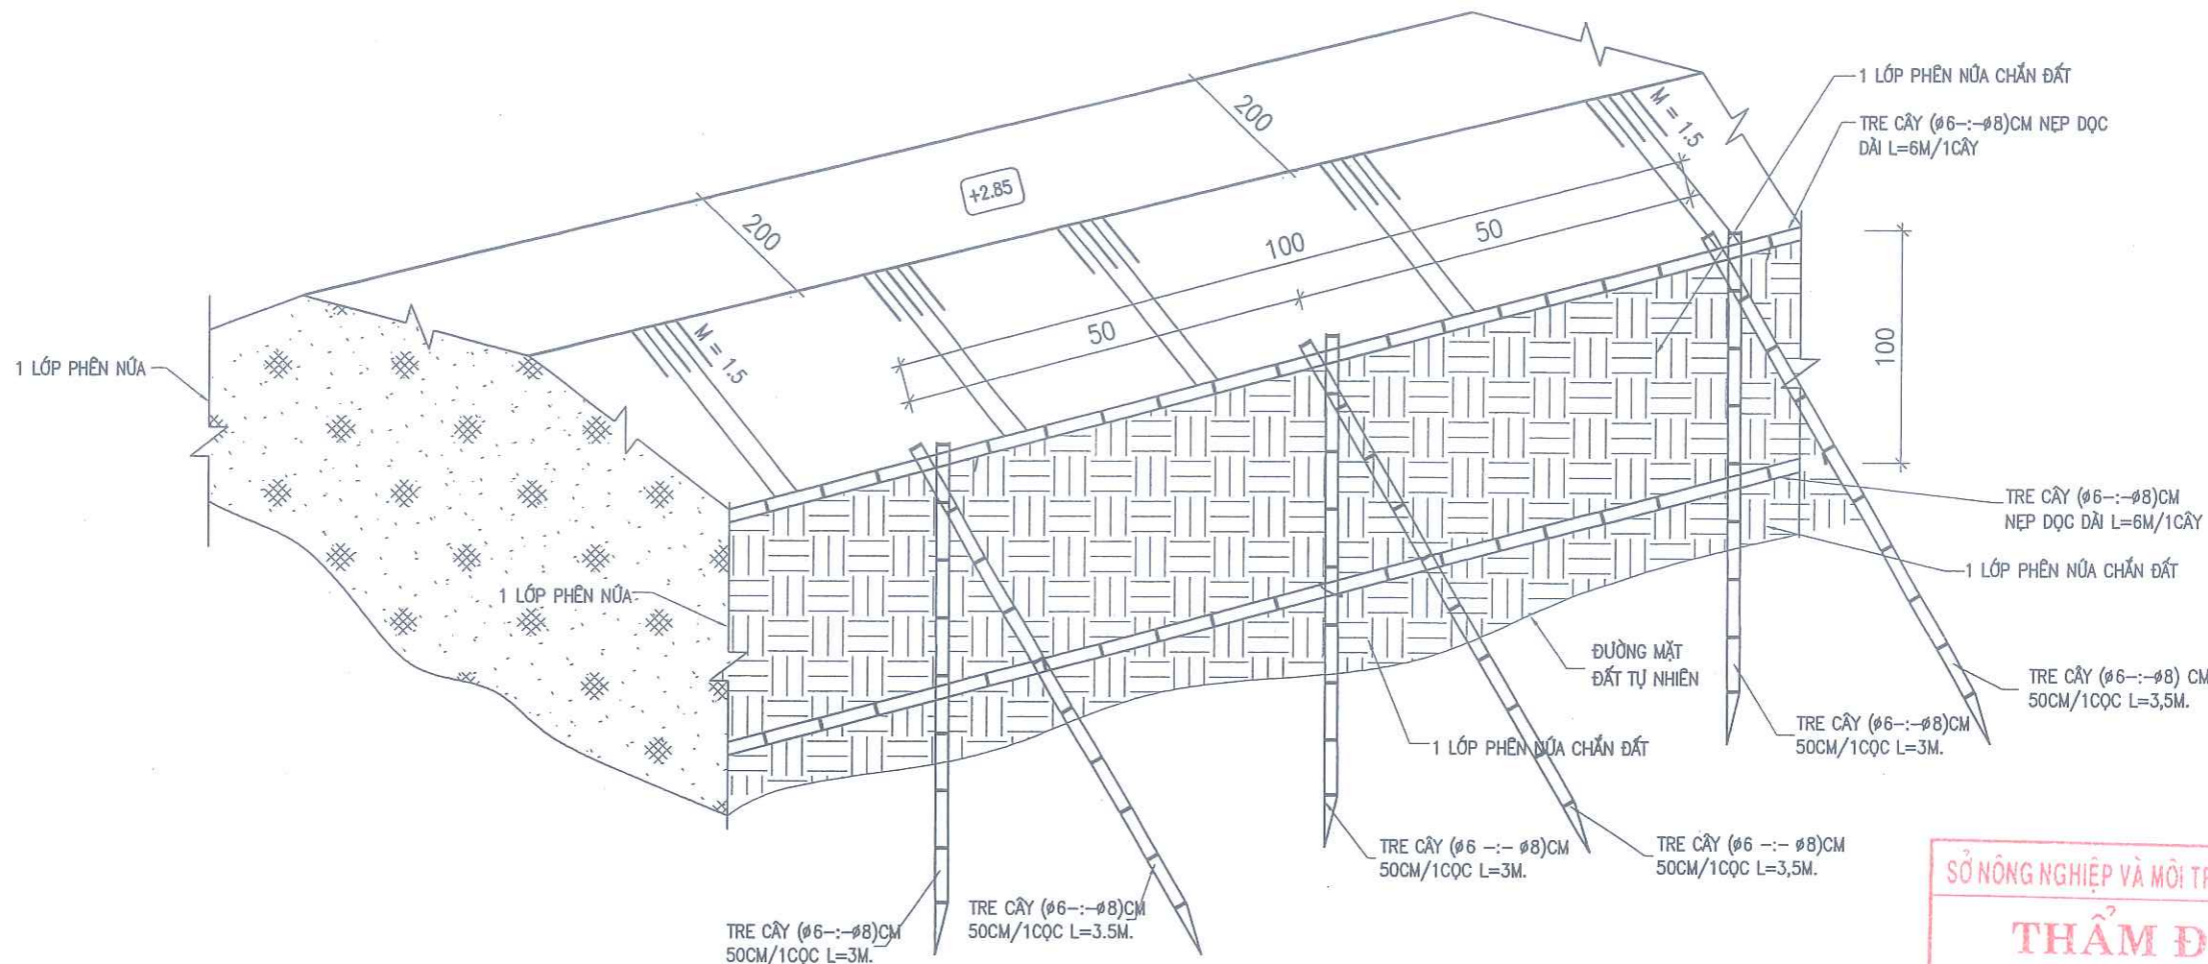 1 LỚP PHÊN NỨA CHẮN ĐẤT
TRE CÂY (ø6-:-ø8)CM NẸP DỌC
DÀI L=6M/1CÂY
200
M = 1.5
+2.85
200
100
50
50
100
M = 1.5
1 LỚP PHÊN NỨA
TRE CÂY (ø6-:-ø8)CM
NẸP DỌC DÀI L=6M/1CÂY
1 LỚP PHÊN NỨA CHẮN ĐẤT
1 LỚP PHÊN NỨA
ĐƯỜNG MẶT
ĐẤT TỰ NHIÊN
TRE CÂY (ø6-:-ø8) CM
50CM/1CỌC L=3,5M.
TRE CÂY (ø6-:-ø8)CM
50CM/1CỌC L=3M.
1 LỚP PHÊN NỨA CHẮN ĐẤT
TRE CÂY (ø6 -:- ø8)CM
50CM/1CỌC L=3M.
TRE CÂY (ø6 -:- ø8)CM
50CM/1CỌC L=3,5M.
TRE CÂY (ø6-:-ø8)CM
50CM/1CỌC L=3.5M.
TRE CÂY (ø6-:-ø8)CM
50CM/1CỌC L=3M.
SỞ NÔNG NGHIỆP VÀ MÔI TR
THẨM Đ